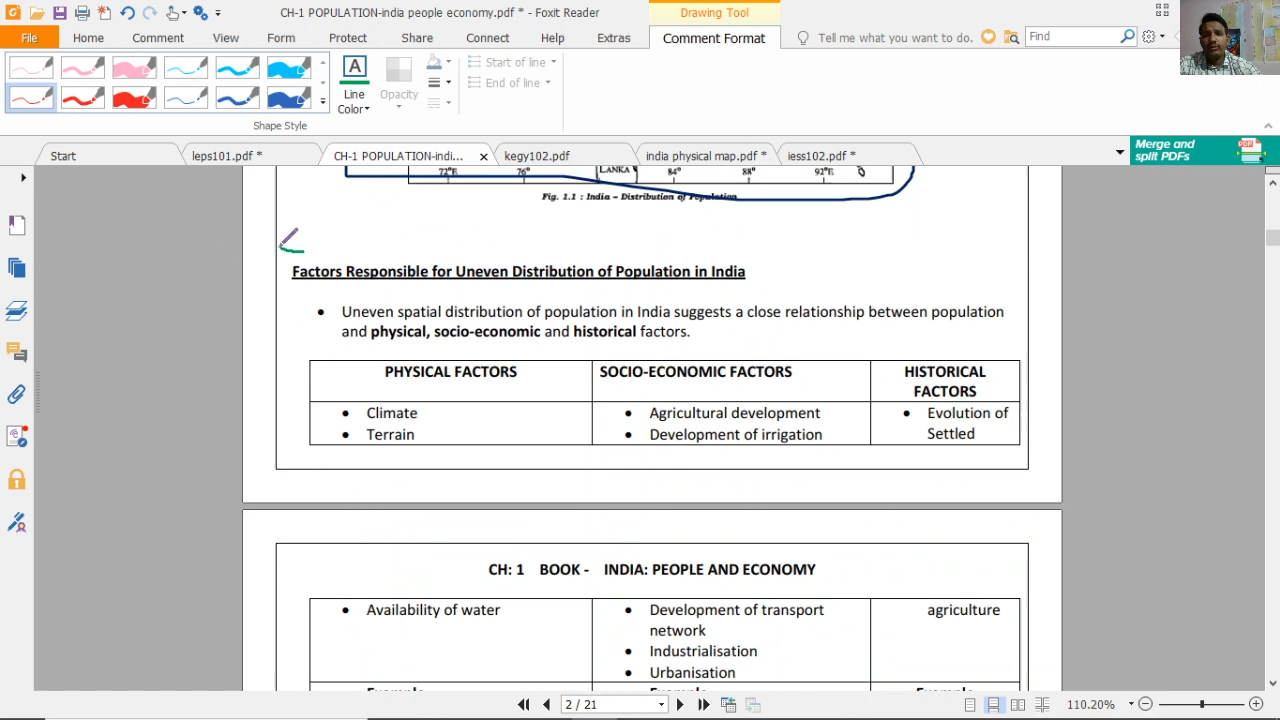 CH-1 POPULATION-india people economy.pdf * - Foxit Reader
Drawing Tool
File
Home
Comment
View
Form
Protect
Share
Connect
Help
Extras
Comment Format
Tell me what you want to do.
Find
Line
Color
Opacity
Start of line
End of line
Shape Style
Start
leps101.pdf *
CH-1 POPULATION-indi...
kegy102.pdf
india physical map.pdf *
iess102.pdf *
Merge and
split PDFs
LANKA
72°E
76°
84°
88°
92°E
Fig. 1.1 : India – Distribution of Population
Factors Responsible for Uneven Distribution of Population in India
• Uneven spatial distribution of population in India suggests a close relationship between population
and physical, socio-economic and historical factors.
PHYSICAL FACTORS
SOCIO-ECONOMIC FACTORS
HISTORICAL
FACTORS
• Climate
• Terrain
• Agricultural development
• Development of irrigation
• Evolution of
Settled
CH: 1 BOOK - INDIA: PEOPLE AND ECONOMY
• Availability of water
• Development of transport
network
• Industrialisation
• Urbanisation
agriculture
Example
Example
Example
2 / 21
110.20%